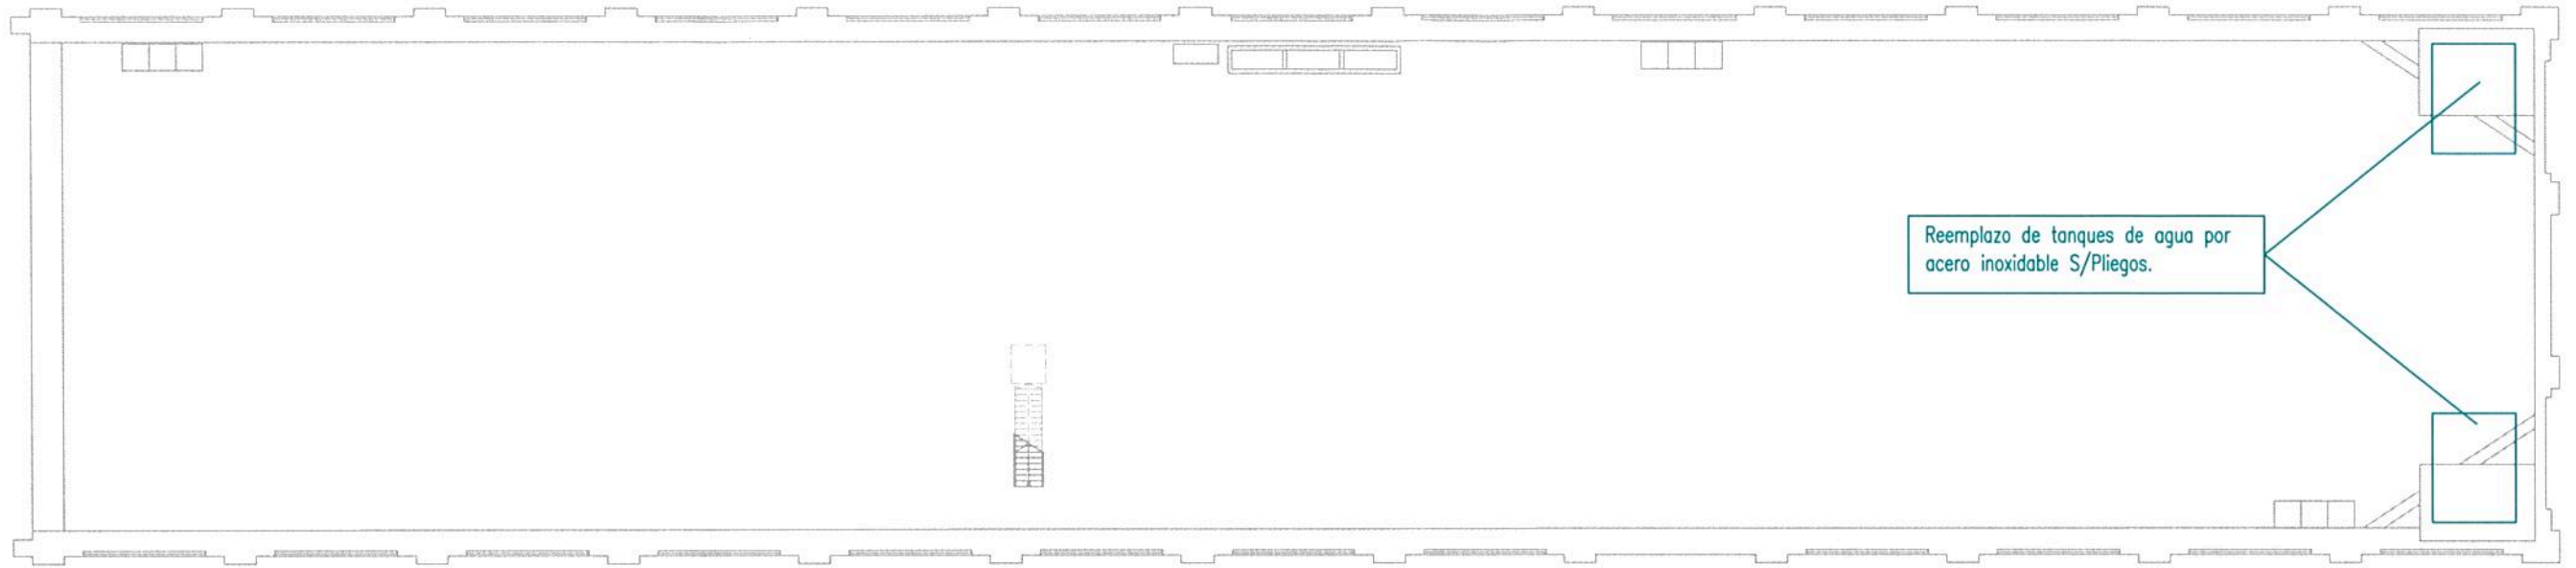 Reemplazo de tanques de agua por
acero inoxidable S/Pliegos.